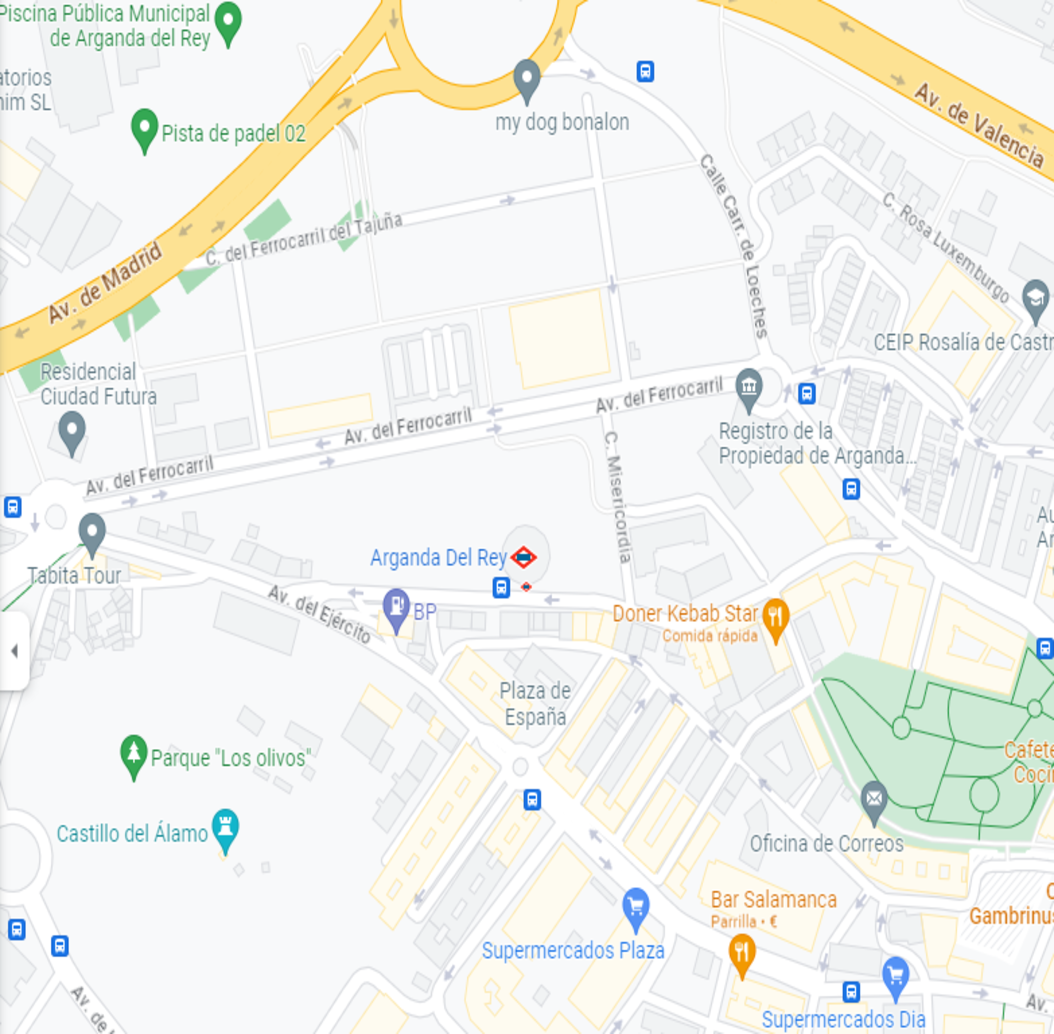 Piscina Pública Municipal
de Arganda del Rey
atorios
nim SL
Pista de padel 02
my dog bonalon
Av. de Valencia
Calle Carr. de Loeches
C. Rosa Luxemburgo
C. del Ferrocarril del Tajuña
Av. de Madrid
CEIP Rosalía de Castr
Residencial
Ciudad Futura
Av. del Ferrocarril
Av. del Ferrocarril
Av. del Ferrocarril
Registro de la
Propiedad de Arganda...
C. Misericordia
Arganda Del Rey
Tabita Tour
Av. del Ejército
BP
Doner Kebab Star
Comida rápida
Plaza de
España
Parque "Los olivos"
Castillo del Álamo
Cafete
Oficina de Correos
Bar Salamanca
Parrilla · €
Gambrinus
Supermercados Plaza
Supermercados Dia
Av.
Av. de